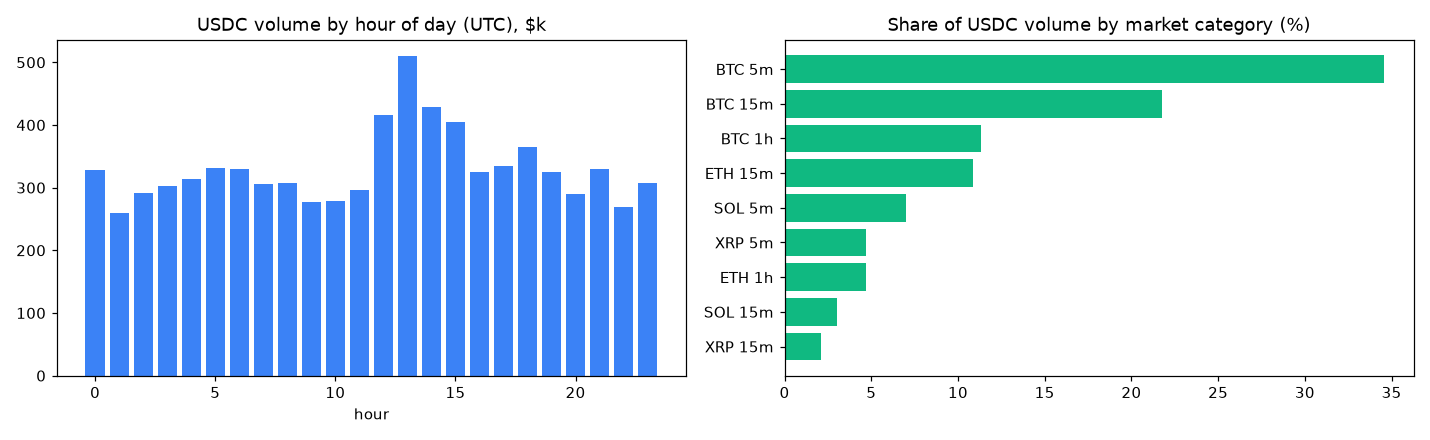 USDC volume by hour of day (UTC), $k
500
400
300
200
100
0
0 5 10 15 20
hour
Share of USDC volume by market category (%)
BTC 5m
BTC 15m
BTC 1h
ETH 15m
SOL 5m
XRP 5m
ETH 1h
SOL 15m
XRP 15m
0 5 10 15 20 25 30 35